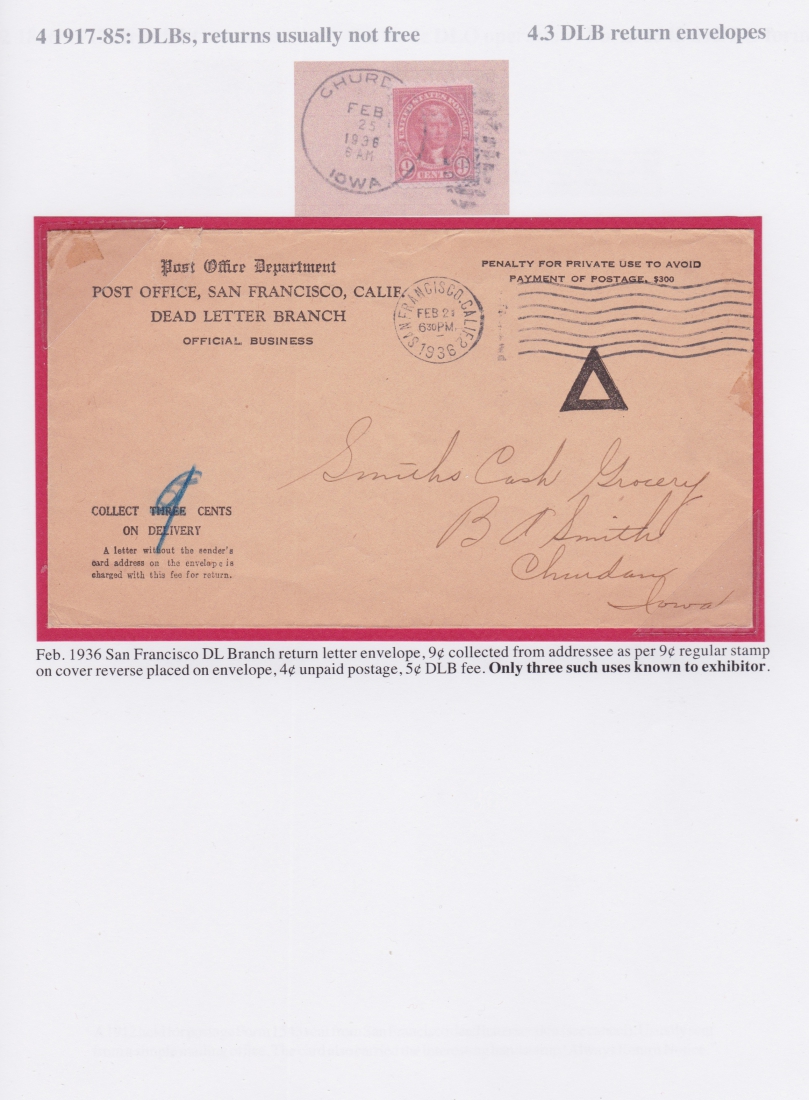 4 1917-85: DLBs, returns usually not free 4.3 DLB return envelopes
CHURD
FEB
25
1936
8 AM
IOWA
UNITED STATES POSTAGE
9 CENTS 9
Post Office Department
POST OFFICE, SAN FRANCISCO, CALIF.
DEAD LETTER BRANCH
OFFICIAL BUSINESS
SAN FRANCISCO, CALIF. 2
FEB 21
630PM
1936
PENALTY FOR PRIVATE USE TO AVOID
PAYMENT OF POSTAGE, $300
Smiths Cash Grocery
B A Smith
Churdan
Iowa
9
COLLECT THREE CENTS
ON DELIVERY
A letter without the sender's
card address on the envelope is
charged with this fee for return.
Feb. 1936 San Francisco DL Branch return letter envelope, 9¢ collected from addressee as per 9¢ regular stamp
on cover reverse placed on envelope, 4¢ unpaid postage, 5¢ DLB fee. Only three such uses known to exhibitor.